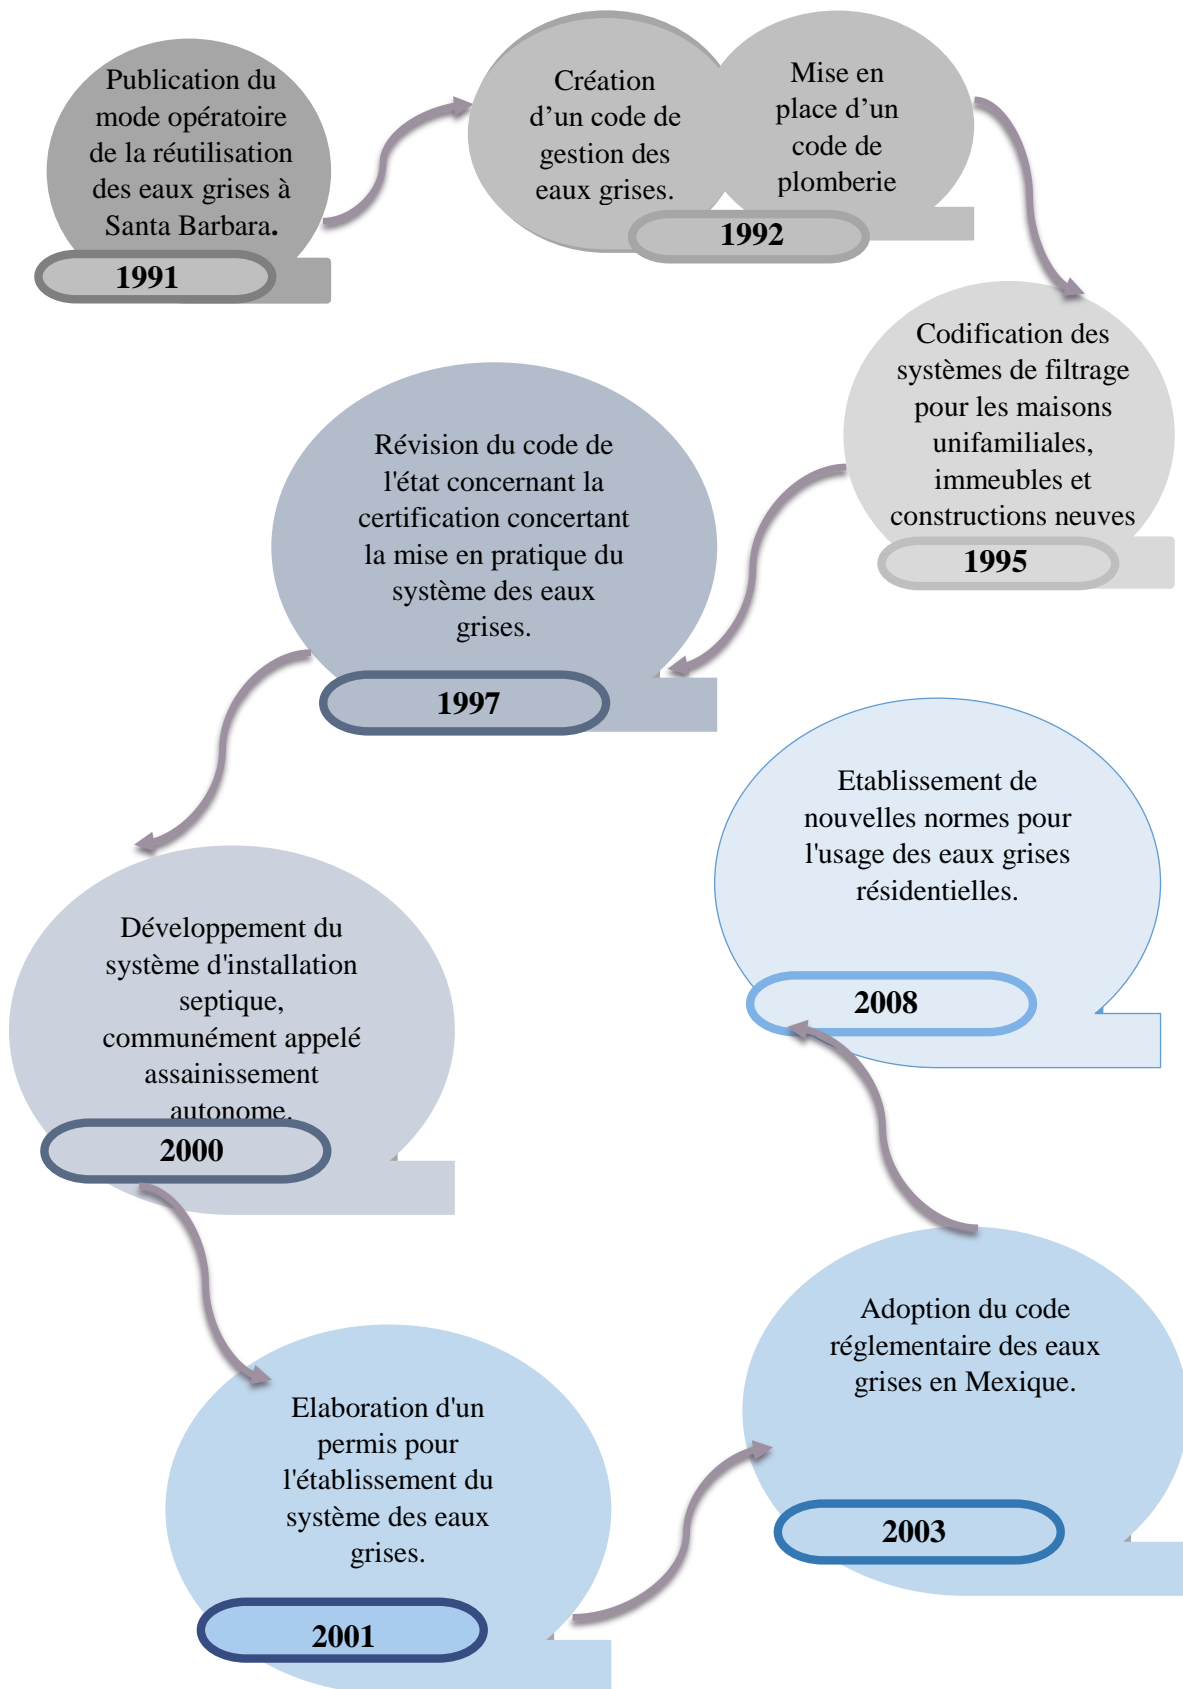 Publication du
mode opératoire
de la réutilisation
des eaux grises à
Santa Barbara.
1991
Création
d’un code de
gestion des
eaux grises.
Mise en
place d’un
code de
plomberie
1992
Codification des
systèmes de filtrage
pour les maisons
unifamiliales,
immeubles et
constructions neuves
1995
Révision du code de
l'état concernant la
certification concertant
la mise en pratique du
système des eaux
grises.
1997
Développement du
système d'installation
septique,
communément appelé
assainissement
autonome.
2000
Elaboration d'un
permis pour
l'établissement du
système des eaux
grises.
2001
Adoption du code
réglementaire des eaux
grises en Mexique.
2003
Etablissement de
nouvelles normes pour
l'usage des eaux grises
résidentielles.
2008